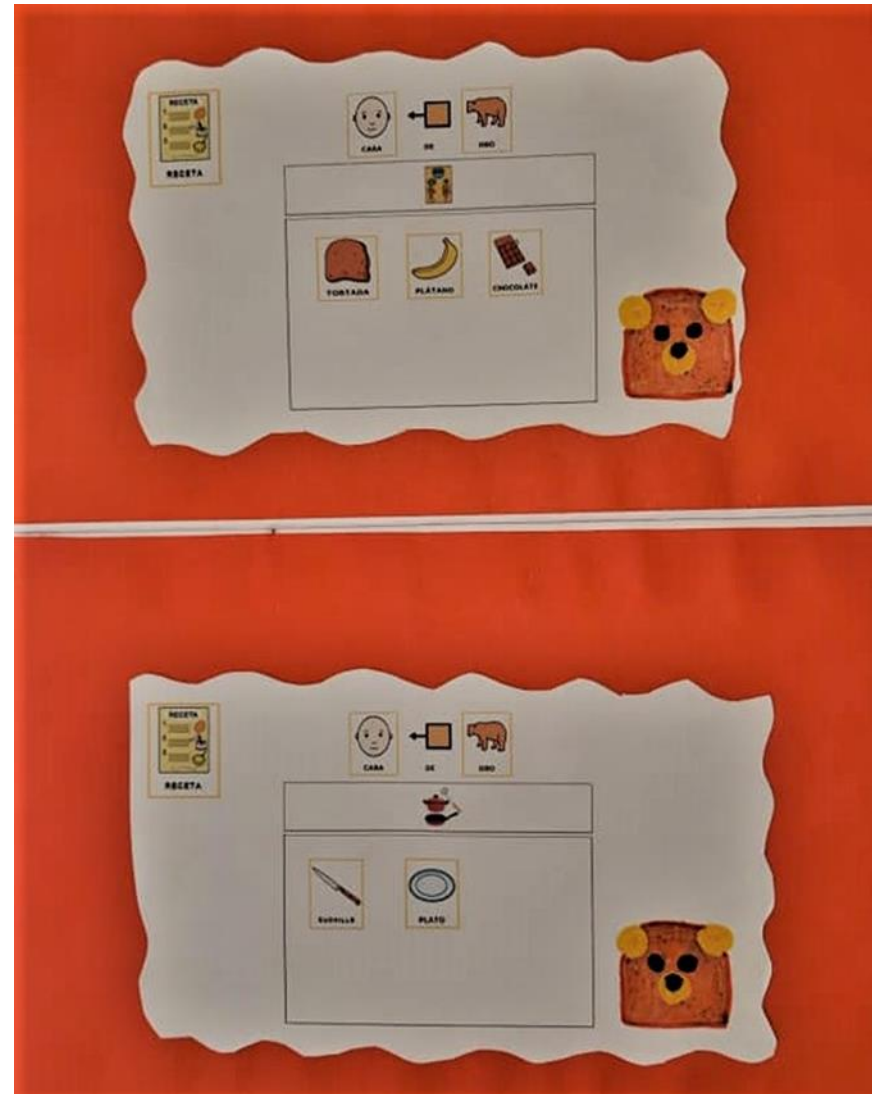 RECETA
RECETA
CARA DE OSO
TOSTADA PLÁTANO CHOCOLATE
RECETA
RECETA
CARA DE OSO
CUCHILLO PLATO